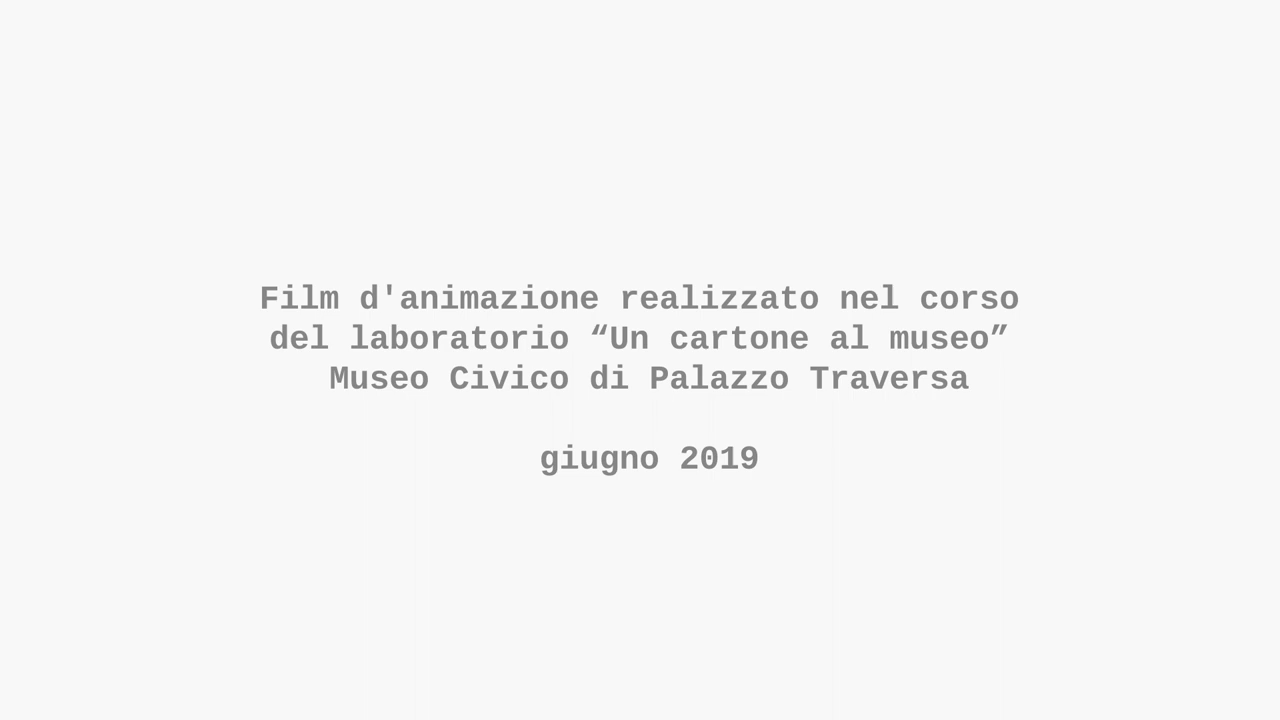 Film d'animazione realizzato nel corso
del laboratorio “Un cartone al museo”
Museo Civico di Palazzo Traversa
giugno 2019